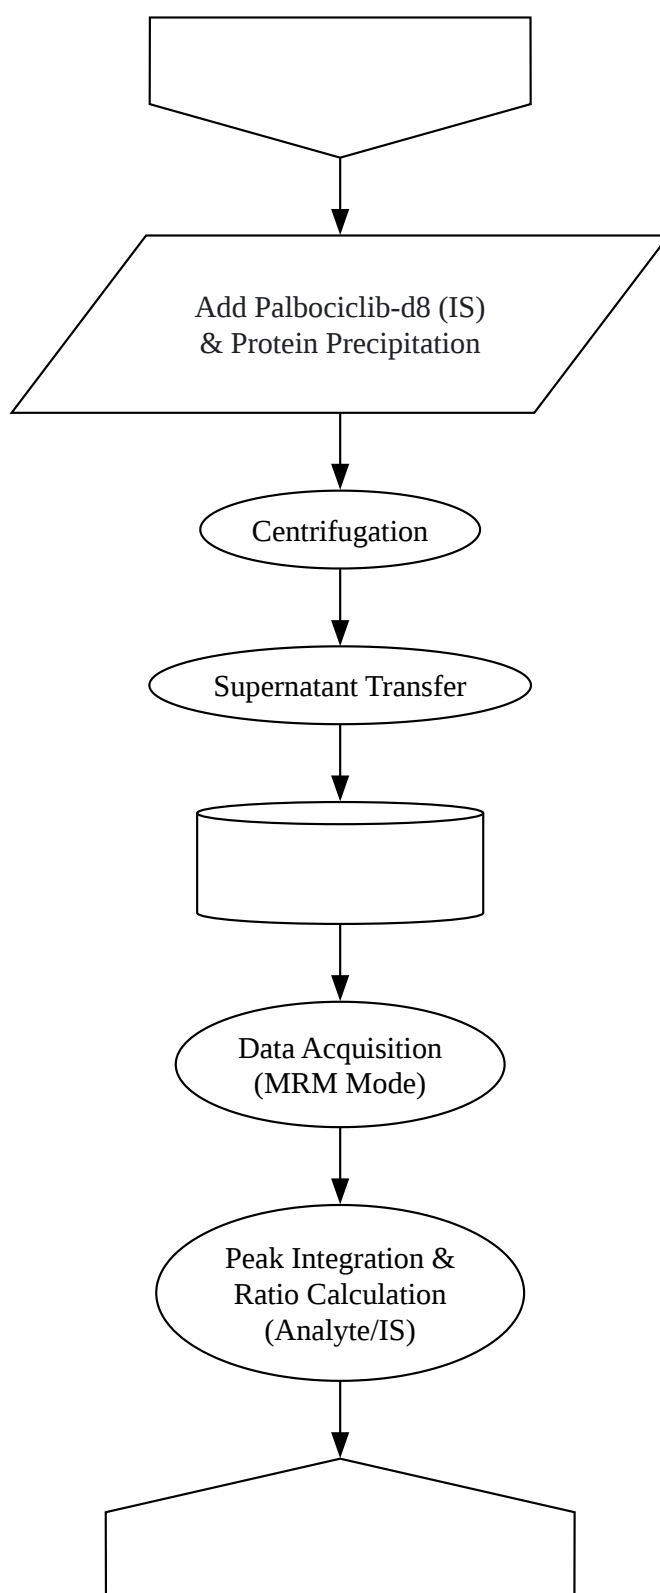 Add Palbociclib-d8 (IS)
& Protein Precipitation
Centrifugation
Supernatant Transfer
Data Acquisition
(MRM Mode)
Peak Integration &
Ratio Calculation
(Analyte/IS)